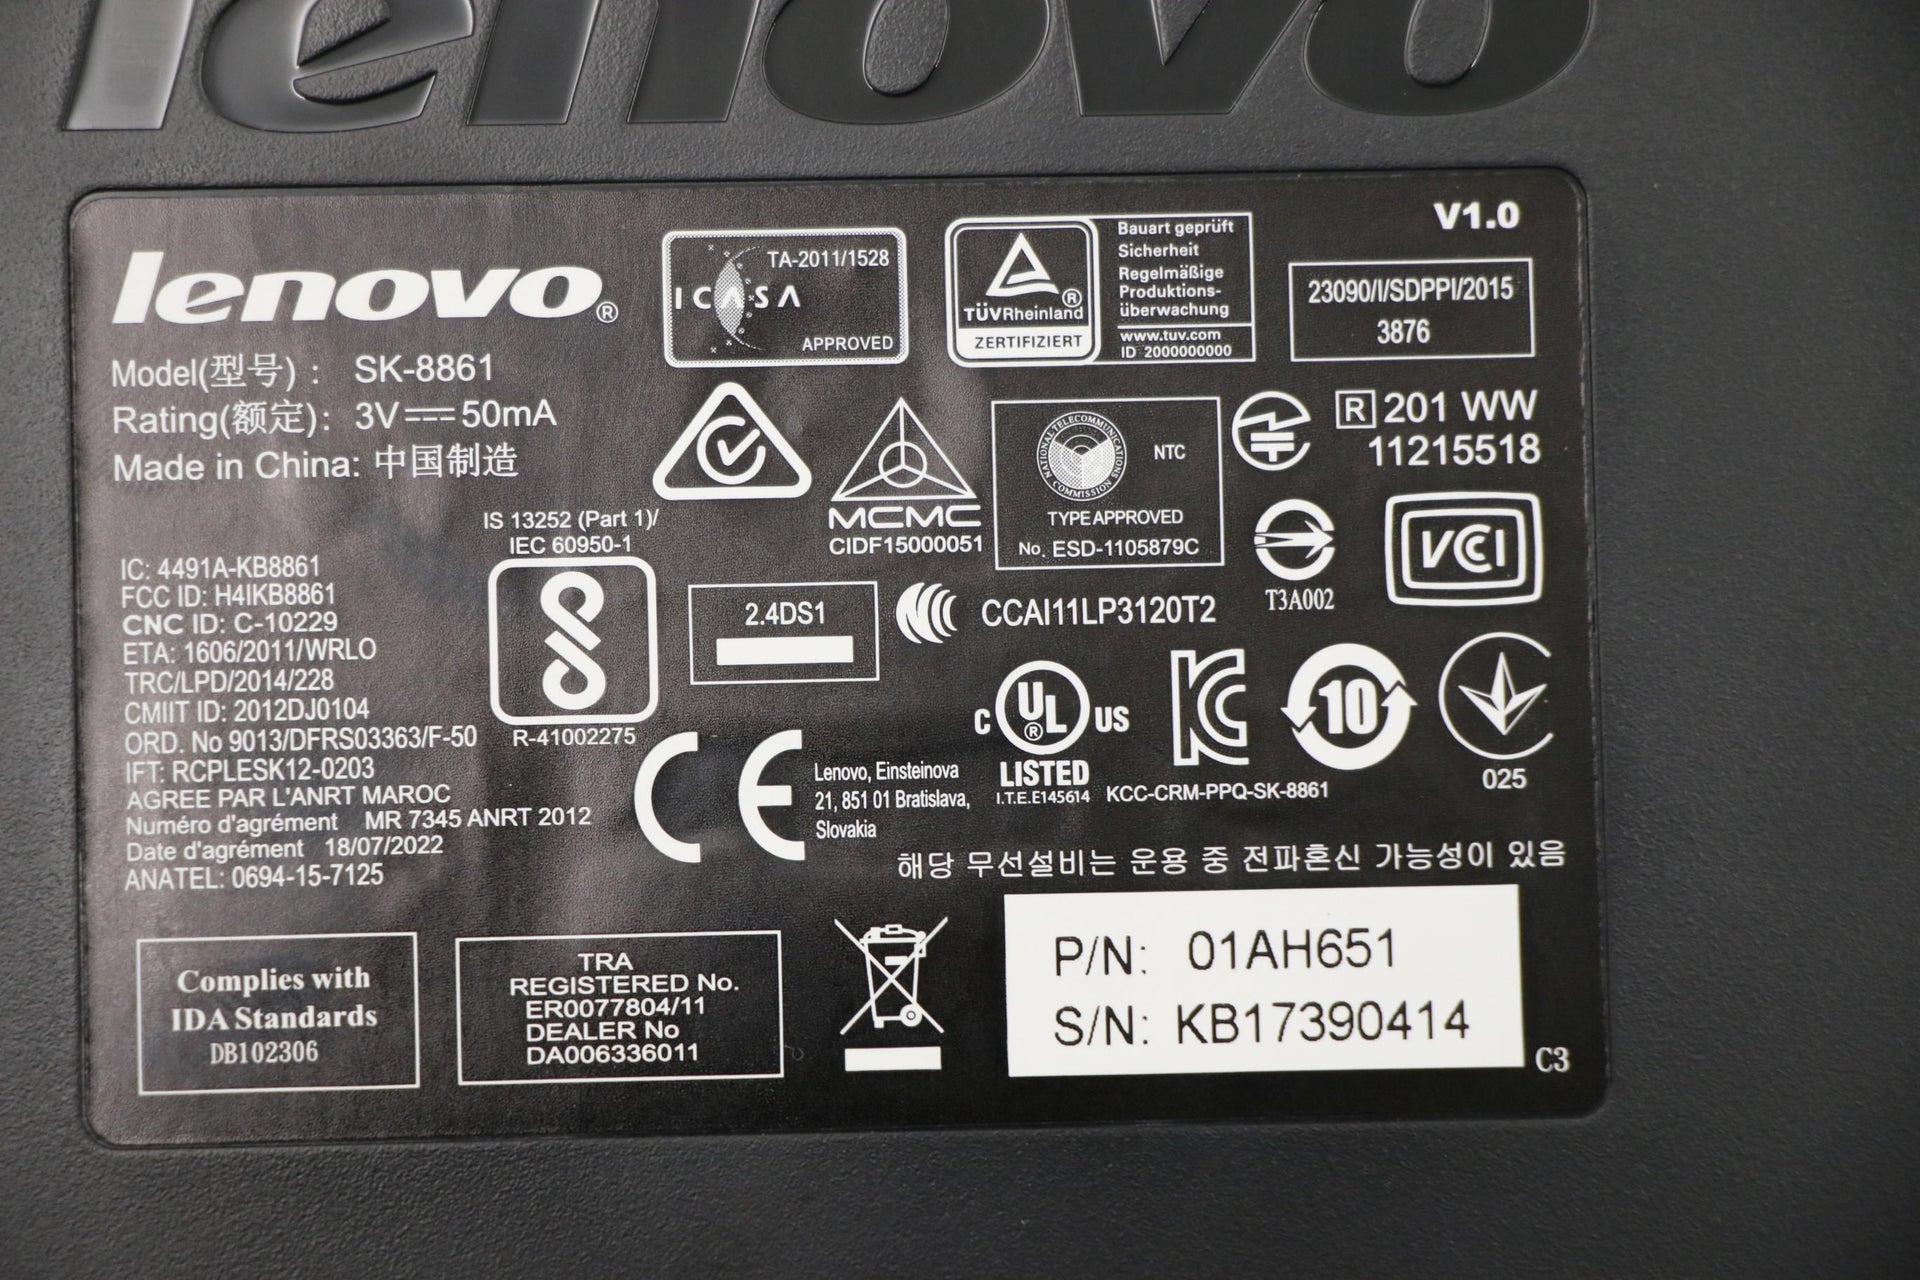 lenovo
V1.0
lenovo®
Model(型号)： SK-8861
Rating(额定)： 3V⎓50mA
Made in China: 中国制造
TA-2011/1528
ICASA
APPROVED
TÜVRheinland®
ZERTIFIZIERT
Bauart geprüft
Sicherheit
Regelmäßige
Produktions-
überwachung
www.tuv.com
ID 2000000000
23090/I/SDPPI/2015
3876
MCMC
CIDF15000051
NATIONAL TELECOMMUNICATIONS COMMISSION
NTC
TYPE APPROVED
No. ESD-1105879C
R 201 WW
11215518
IS 13252 (Part 1)/
IEC 60950-1
R-41002275
IC: 4491A-KB8861
FCC ID: H4IKB8861
CNC ID: C-10229
ETA: 1606/2011/WRLO
TRC/LPD/2014/228
CMIIT ID: 2012DJ0104
ORD. No 9013/DFRS03363/F-50
IFT: RCPLESK12-0203
AGREE PAR L'ANRT MAROC
Numéro d'agrément MR 7345 ANRT 2012
Date d'agrément 18/07/2022
ANATEL: 0694-15-7125
2.4DS1
CCAI11LP3120T2
T3A002
VCCI
CE
Lenovo, Einsteinova
21, 851 01 Bratislava,
Slovakia
C UL® US
LISTED
I.T.E.E145614
KC
KCC-CRM-PPQ-SK-8861
10
025
해당 무선설비는 운용 중 전파혼신 가능성이 있음
Complies with
IDA Standards
DB102306
TRA
REGISTERED No.
ER0077804/11
DEALER No
DA006336011
P/N: 01AH651
S/N: KB17390414
C3